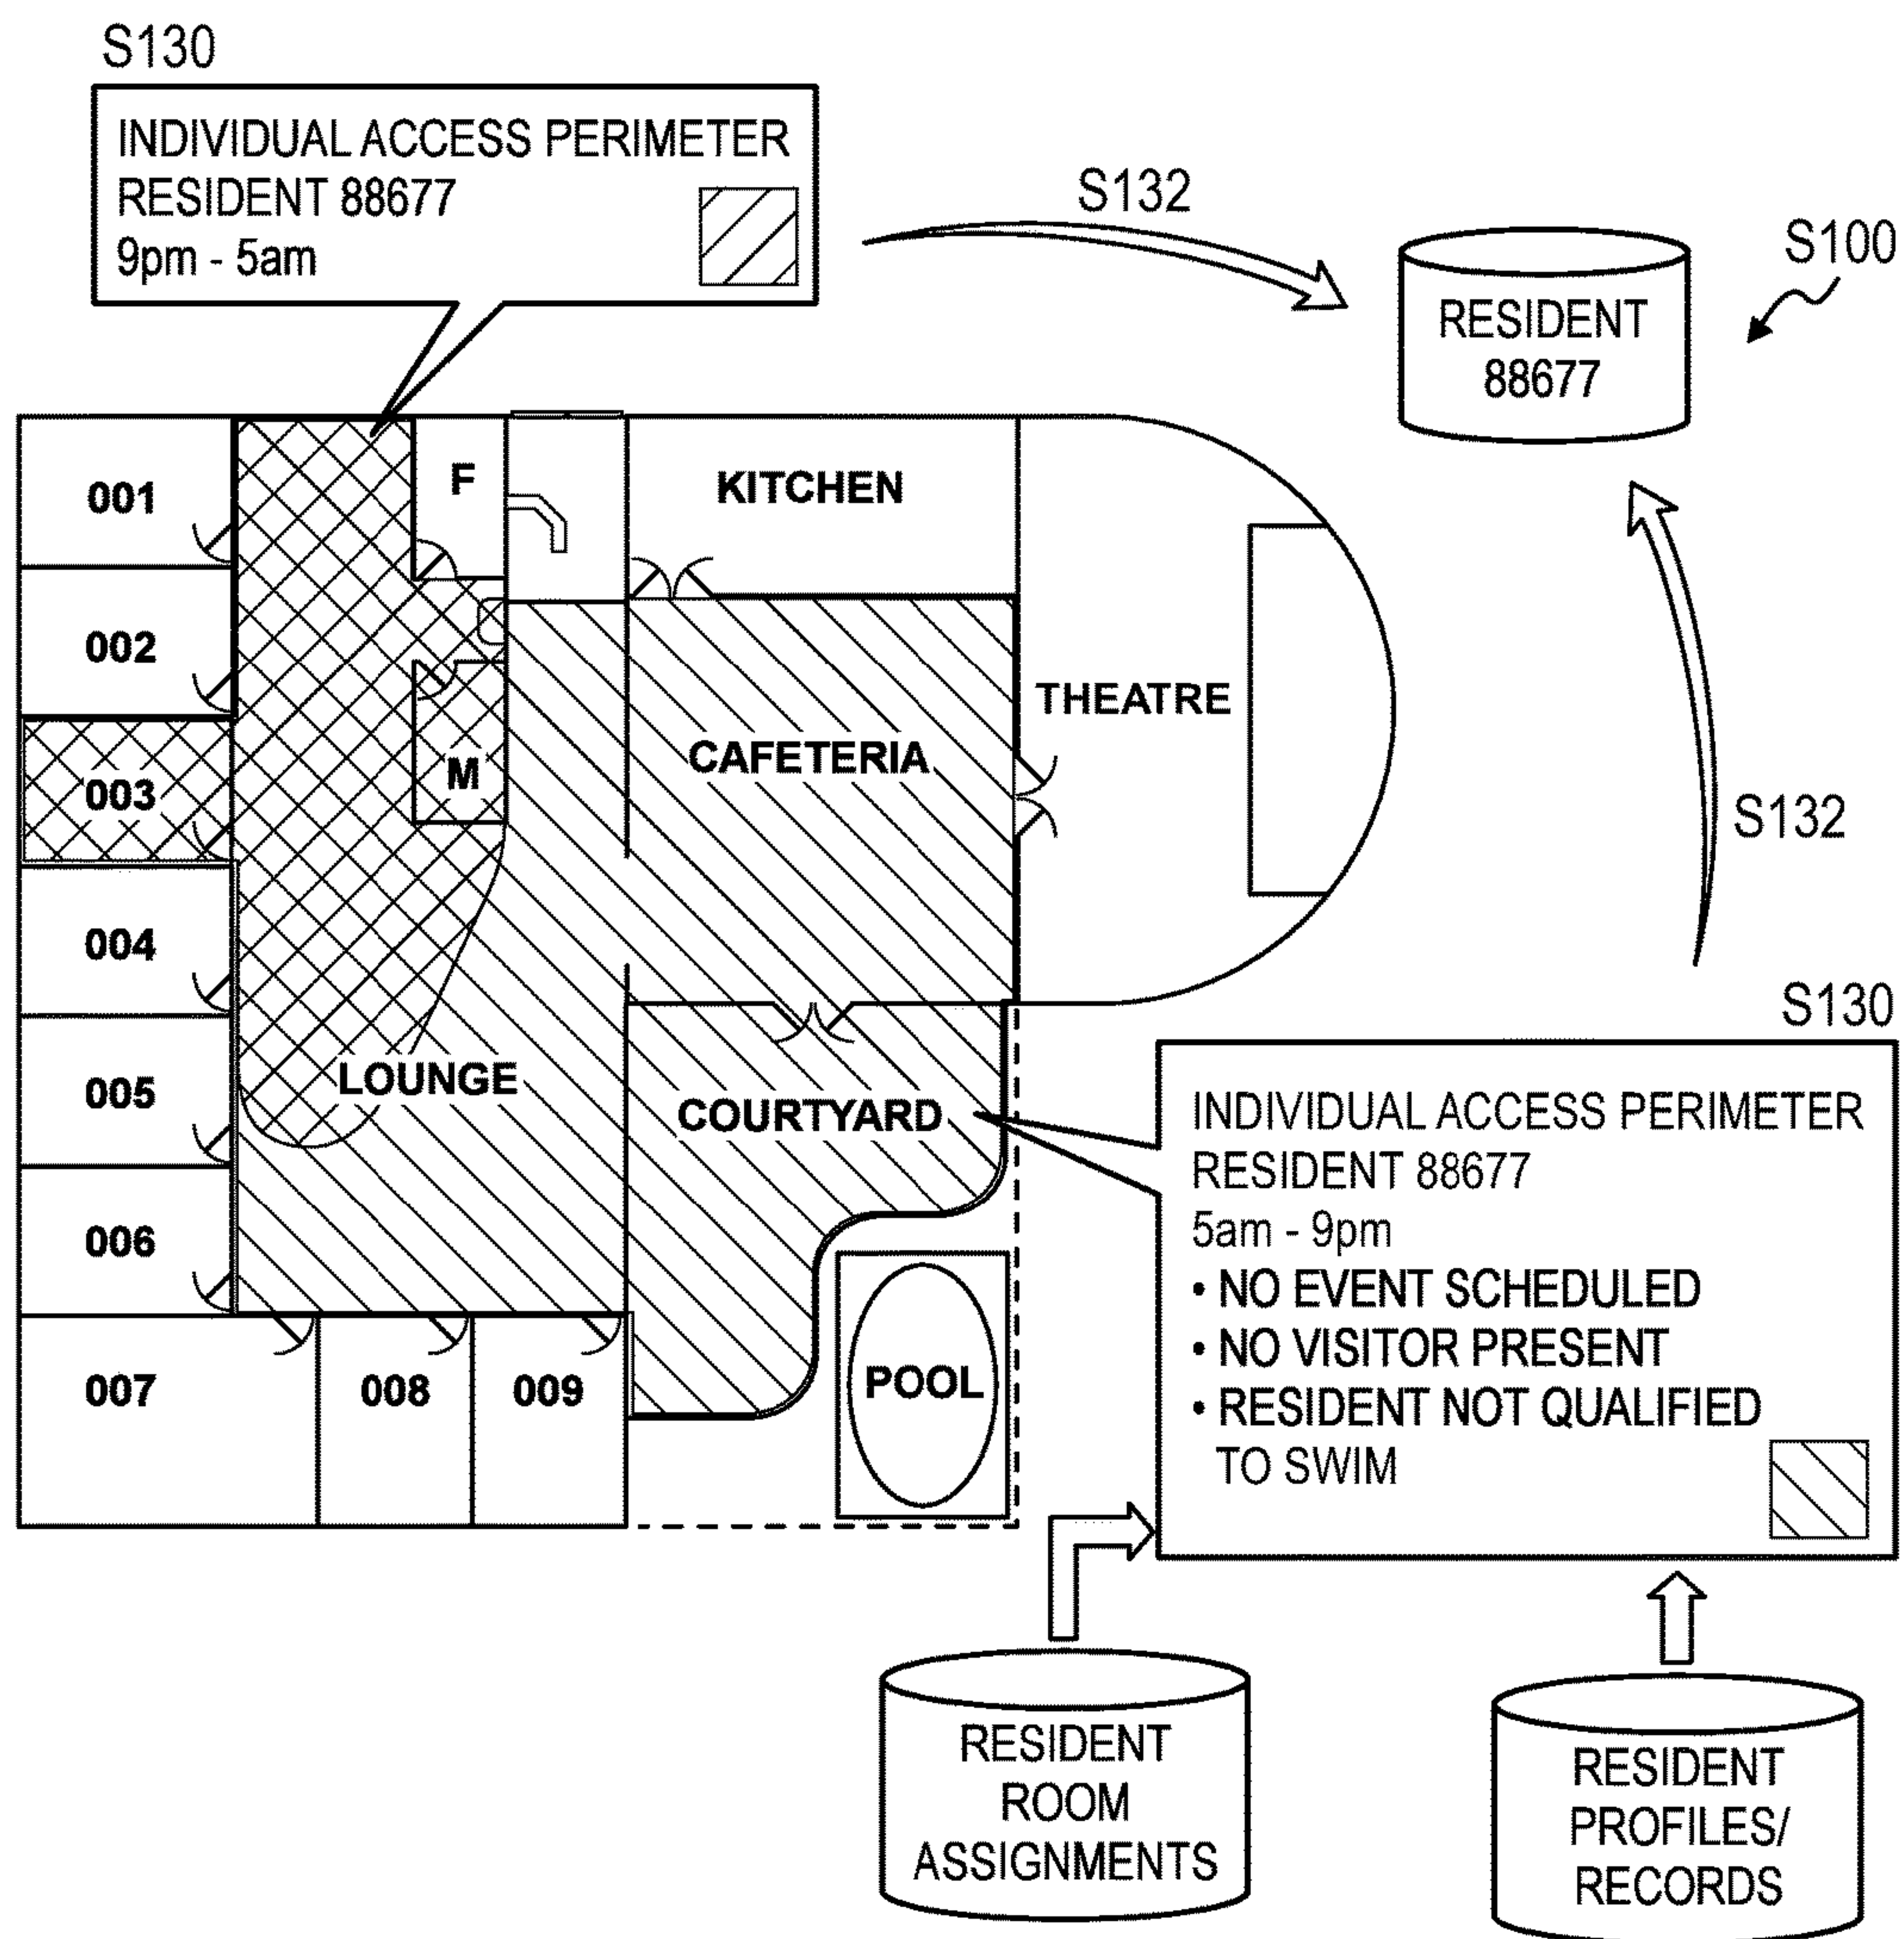 S130
INDIVIDUAL ACCESS PERIMETER
RESIDENT 88677
9pm - 5am
S132
S100
RESIDENT
88677
001
F
KITCHEN
002
THEATRE
CAFETERIA
M
003
S132
004
S130
LOUNGE
005
COURTYARD
INDIVIDUAL ACCESS PERIMETER
RESIDENT 88677
5am - 9pm
• NO EVENT SCHEDULED
• NO VISITOR PRESENT
• RESIDENT NOT QUALIFIED
TO SWIM
006
007
008
009
POOL
RESIDENT
ROOM
ASSIGNMENTS
RESIDENT
PROFILES/
RECORDS